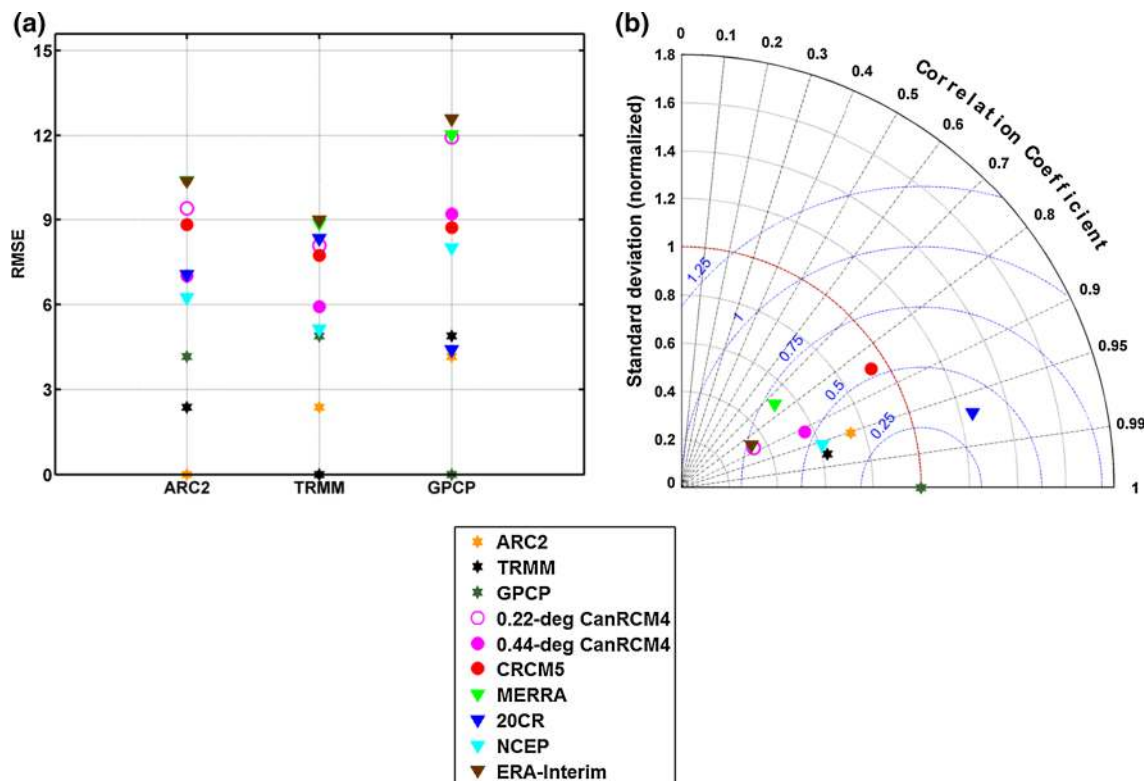 (a)
15
12
9
6
3
0
RMSE
ARC2 TRMM GPCP
(b)
Standard deviation (normalized)
1.8
1.6
1.4
1.2
1
0.8
0.6
0.4
0.2
0
0 0.1 0.2 0.3 0.4 0.5 0.6 0.7 0.8 0.9 0.95 0.99 1
Correlation Coefficient
1.25
1
0.75
0.5
0.25
ARC2
TRMM
GPCP
0.22-deg CanRCM4
0.44-deg CanRCM4
CRCM5
MERRA
20CR
NCEP
ERA-Interim